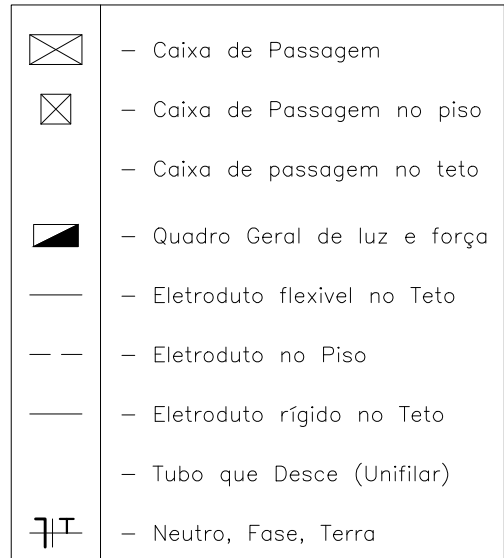 - Caixa de Passagem
- Caixa de Passagem no piso
- Caixa de passagem no teto
- Quadro Geral de luz e força
- Eletroduto flexivel no Teto
- Eletroduto no Piso
- Eletroduto rígido no Teto
- Tubo que Desce (Unifilar)
- Neutro, Fase, Terra